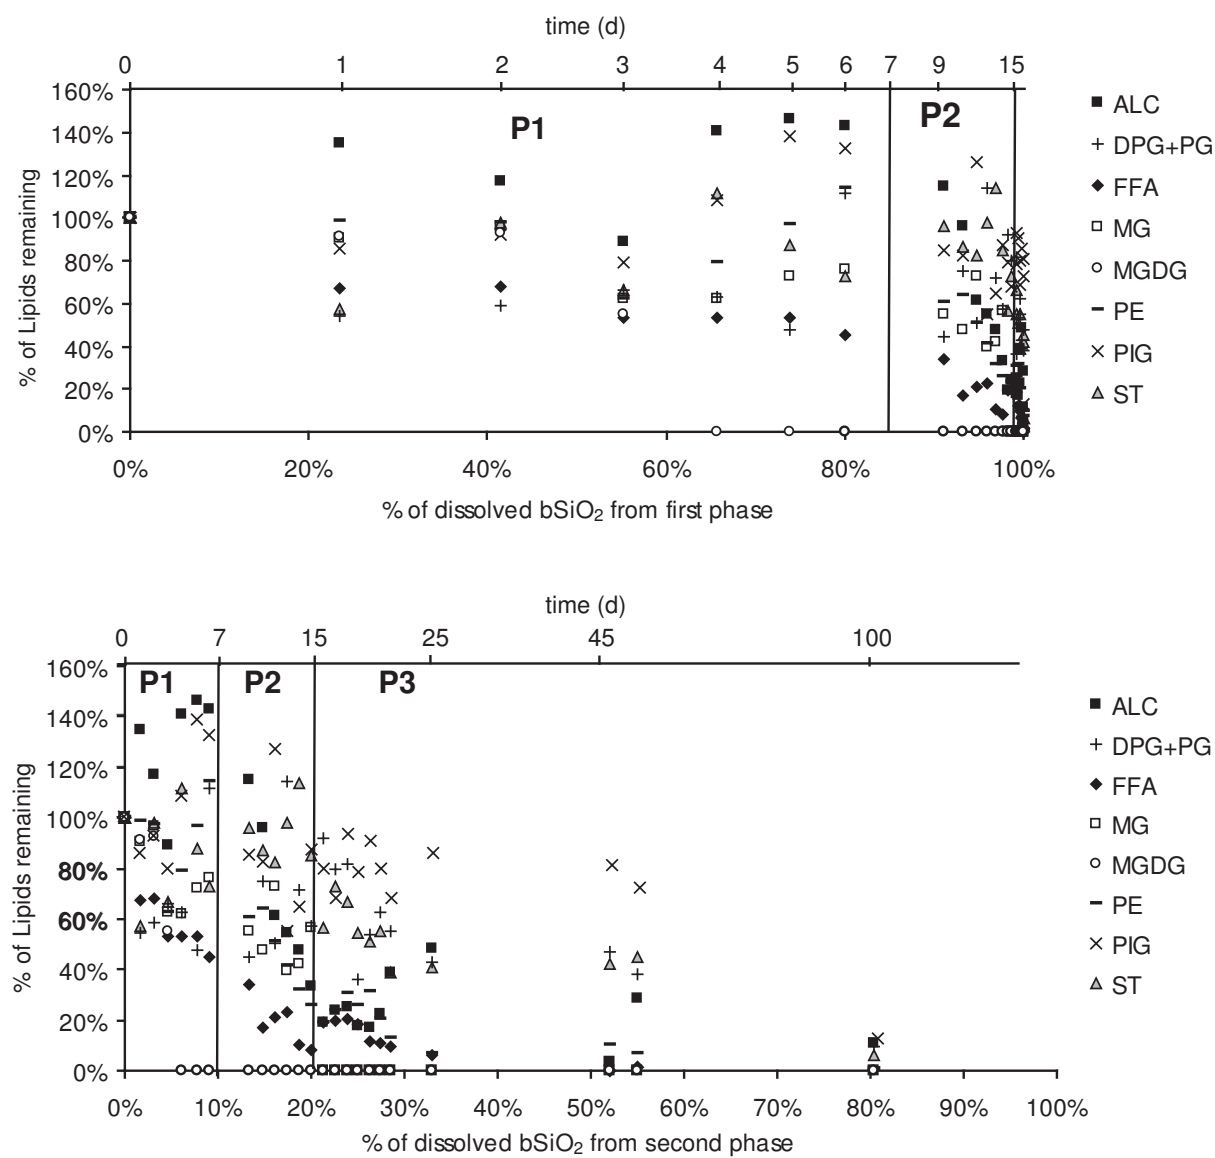 time (d)
0 1 2 3 4 5 6 7 9 15
160%
140%
120%
100%
80%
60%
40%
20%
0%
% of Lipids remaining
P1
P2
0% 20% 40% 60% 80% 100%
% of dissolved bSiO₂ from first phase
ALC
DPG+PG
FFA
MG
MGDG
PE
PIG
ST
time (d)
0 7 15 25 45 100
160%
140%
120%
100%
80%
60%
40%
20%
0%
% of Lipids remaining
P1
P2
P3
0% 10% 20% 30% 40% 50% 60% 70% 80% 90% 100%
% of dissolved bSiO₂ from second phase
ALC
DPG+PG
FFA
MG
MGDG
PE
PIG
ST